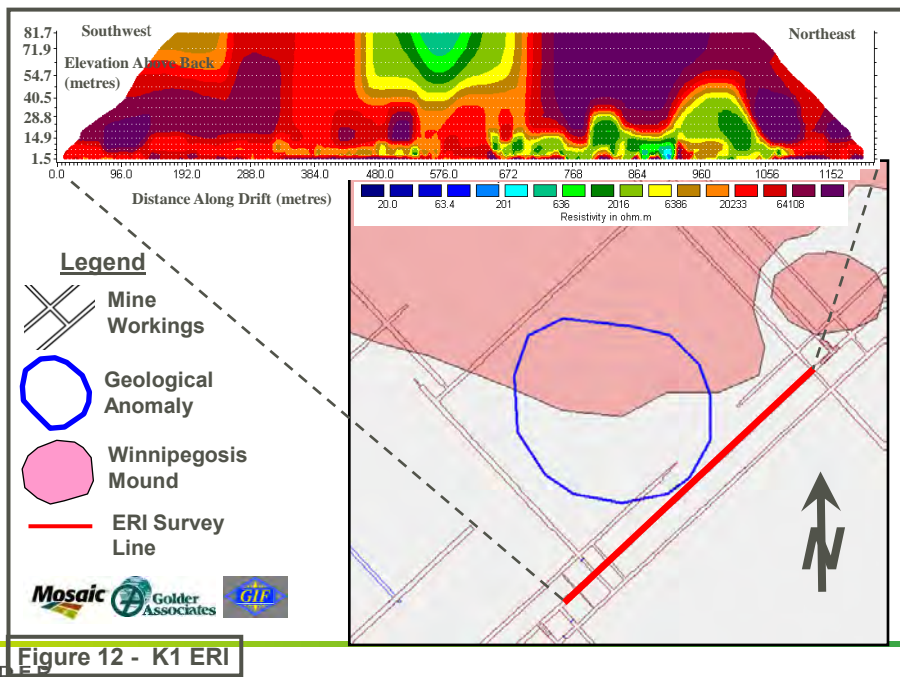 Southwest
Northeast
Elevation Above Back
(metres)
81.7
71.9
54.7
40.5
28.8
14.9
1.5
0.0 96.0 192.0 288.0 384.0 480.0 576.0 672 768 864 960 1056 1152
Distance Along Drift (metres)
20.0 63.4 201 636 2016 6386 20233 64108
Resistivity in ohm.m
Legend
Mine
Workings
Geological
Anomaly
Winnipegosis
Mound
ERI Survey
Line
N
Mosaic
Golder
Associates
GIF
Figure 12 - K1 ERI